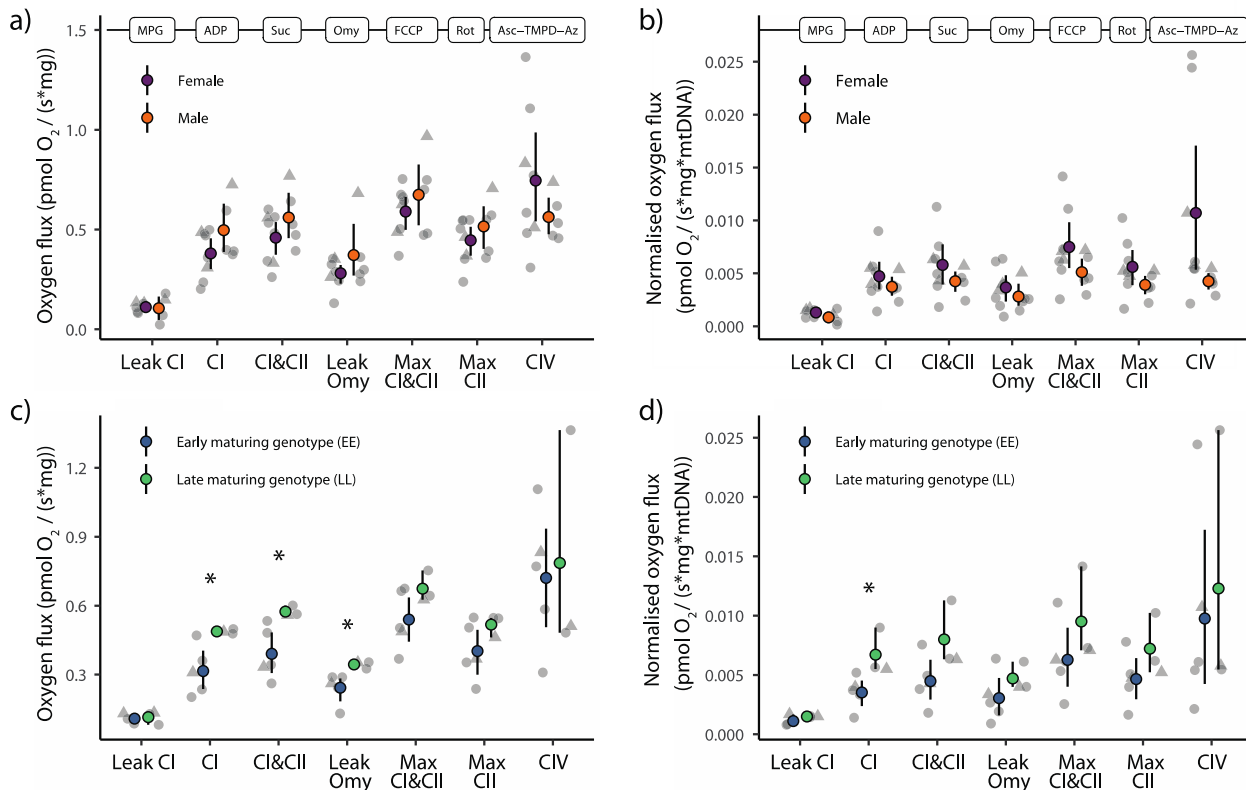 a)
MPG ADP Suc Omy FCCP Rot Asc–TMPD–Az
Oxygen flux (pmol O2 / (s*mg))
1.5
1.0
0.5
0.0
Female
Male
Leak CI CI CI&CII Leak Omy Max CI&CII Max CII CIV
b)
MPG ADP Suc Omy FCCP Rot Asc–TMPD–Az
Normalised oxygen flux
(pmol O2 / (s*mg*mtDNA))
0.025
0.020
0.015
0.010
0.005
0.000
Female
Male
Leak CI CI CI&CII Leak Omy Max CI&CII Max CII CIV
c)
Oxygen flux (pmol O2 / (s*mg))
1.2
0.9
0.6
0.3
Early maturing genotype (EE)
Late maturing genotype (LL)
* * *
Leak CI CI CI&CII Leak Omy Max CI&CII Max CII CIV
d)
Normalised oxygen flux
(pmol O2 / (s*mg*mtDNA))
0.025
0.020
0.015
0.010
0.005
0.000
Early maturing genotype (EE)
Late maturing genotype (LL)
*
Leak CI CI CI&CII Leak Omy Max CI&CII Max CII CIV